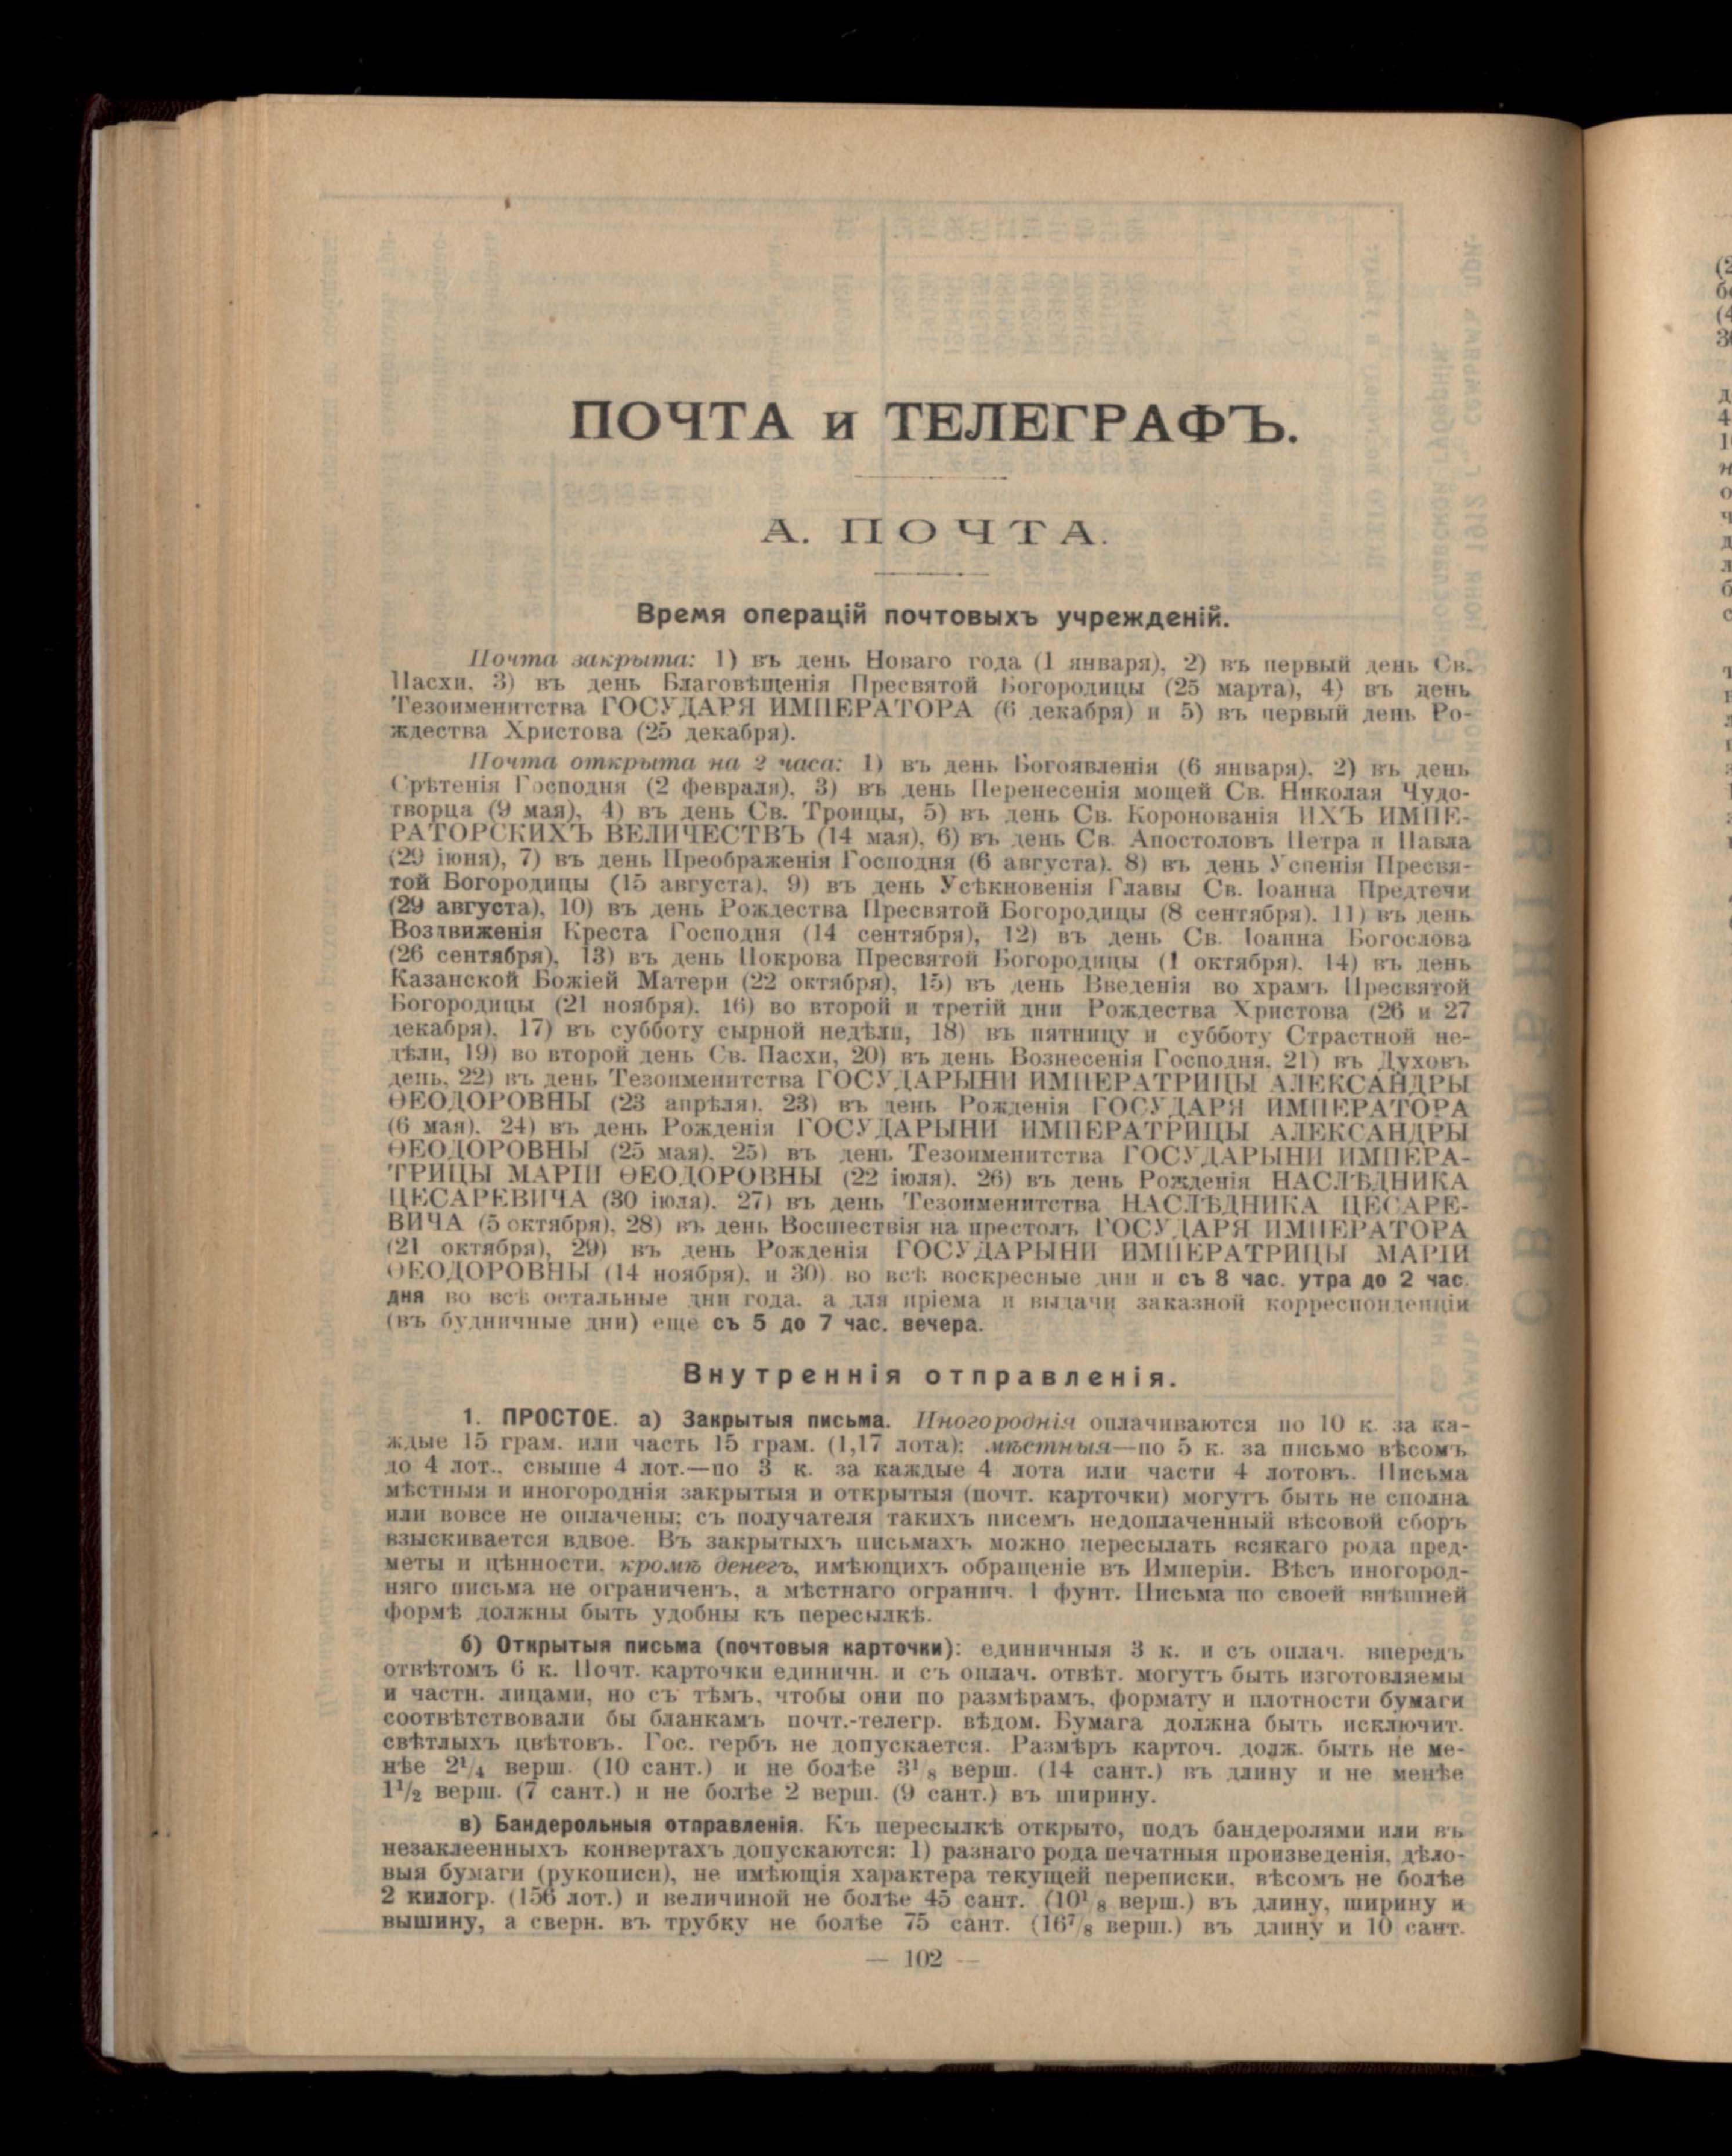 ПОЧТА и ТЕЛЕГРАФЪ.
А. ПОЧТА.
Время операцій почтовыхъ учрежденій.
Почта закрыта: 1) въ день Новаго года (1 января), 2) въ первый день Св.
Пасхи, 3) въ день Благовѣщенія Пресвятой Богородицы (25 марта), 4) въ день
Тезоименитства ГОСУДАРЯ ИМПЕРАТОРА (6 декабря) и 5) въ первый день Ро-
ждества Христова (25 декабря).
Почта открыта на 2 часа: 1) въ день Богоявленія (6 января), 2) въ день
Срѣтенія Господня (2 февраля), 3) въ день Перенесенія мощей Св. Николая Чудо-
творца (9 мая), 4) въ день Св. Троицы, 5) въ день Св. Коронованія ИХЪ ИМПЕ-
РАТОРСКИХЪ ВЕЛИЧЕСТВЪ (14 мая), 6) въ день Св. Апостоловъ Петра и Павла
(29 іюня), 7) въ день Преображенія Господня (6 августа), 8) въ день Успенія Пресвя-
той Богородицы (15 августа), 9) въ день Усѣкновенія Главы Св. Іоанна Предтечи
(29 августа), 10) въ день Рождества Пресвятой Богородицы (8 сентября), 11) въ день
Воздвиженія Креста Господня (14 сентября), 12) въ день Св. Іоанна Богослова
(26 сентября), 13) въ день Покрова Пресвятой Богородицы (1 октября), 14) въ день
Казанской Божіей Матери (22 октября), 15) въ день Введенія во храмъ Пресвятой
Богородицы (21 ноября), 16) во второй и третій дни Рождества Христова (26 и 27
декабря), 17) въ субботу сырной недѣли, 18) въ пятницу и субботу Страстной не-
дѣли, 19) во второй день Св. Пасхи, 20) въ день Вознесенія Господня, 21) въ Духовъ
день, 22) въ день Тезоименитства ГОСУДАРЫНИ ИМПЕРАТРИЦЫ АЛЕКСАНДРЫ
ѲЕОДОРОВНЫ (23 апрѣля), 23) въ день Рожденія ГОСУДАРЯ ИМПЕРАТОРА
(6 мая), 24) въ день Рожденія ГОСУДАРЫНИ ИМПЕРАТРИЦЫ АЛЕКСАНДРЫ
ѲЕОДОРОВНЫ (25 мая), 25) въ день Тезоименитства ГОСУДАРЫНИ ИМПЕРА-
ТРИЦЫ МАРІИ ѲЕОДОРОВНЫ (22 іюля), 26) въ день Рожденія НАСЛѢДНИКА
ЦЕСАРЕВИЧА (30 іюля), 27) въ день Тезоименитства НАСЛѢДНИКА ЦЕСАРЕ-
ВИЧА (5 октября), 28) въ день Восшествія на престолъ ГОСУДАРЯ ИМПЕРАТОРА
(21 октября), 29) въ день Рожденія ГОСУДАРЫНИ ИМПЕРАТРИЦЫ МАРІИ
ѲЕОДОРОВНЫ (14 ноября), и 30) во всѣ воскресные дни и съ 8 час. утра до 2 час.
дня во всѣ остальные дни года, а для пріема и выдачи заказной корреспонденціи
(въ будничные дни) еще съ 5 до 7 час. вечера.
Внутреннія отправленія.
1. ПРОСТОЕ. а) Закрытыя письма. Иногороднія оплачиваются по 10 к. за ка-
ждые 15 грам. или часть 15 грам. (1,17 лота); мѣстныя—по 5 к. за письмо вѣсомъ
до 4 лот., свыше 4 лот.—по 3 к. за каждые 4 лота или части 4 лотовъ. Письма
мѣстныя и иногороднія закрытыя и открытыя (почт. карточки) могутъ быть не сполна
или вовсе не оплачены; съ получателя такихъ писемъ недоплаченный вѣсовой сборъ
взыскивается вдвое. Въ закрытыхъ письмахъ можно пересылать всякаго рода пред-
меты и цѣнности, кромѣ денегъ, имѣющихъ обращеніе въ Имперіи. Вѣсъ иногород-
няго письма не ограниченъ, а мѣстнаго огранич. 1 фунт. Письма по своей внѣшней
формѣ должны быть удобны къ пересылкѣ.
б) Открытыя письма (почтовыя карточки): единичныя 3 к. и съ оплач. впередъ
отвѣтомъ 6 к. Почт. карточки единичн. и съ оплач. отвѣт. могутъ быть изготовляемы
и частн. лицами, но съ тѣмъ, чтобы они по размѣрамъ, формату и плотности бумаги
соотвѣтствовали бы бланкамъ почт.-телегр. вѣдом. Бумага должна быть исключит.
свѣтлыхъ цвѣтовъ. Гос. гербъ не допускается. Размѣръ карточ. долж. быть не ме-
нѣе 2¹/₄ верш. (10 сант.) и не болѣе 3¹/₈ верш. (14 сант.) въ длину и не менѣе
1¹/₂ верш. (7 сант.) и не болѣе 2 верш. (9 сант.) въ ширину.
в) Бандерольныя отправленія. Къ пересылкѣ открыто, подъ бандеролями или въ
незаклеенныхъ конвертахъ допускаются: 1) разнаго рода печатныя произведенія, дѣло-
выя бумаги (рукописи), не имѣющія характера текущей переписки, вѣсомъ не болѣе
2 килогр. (156 лот.) и величиной не болѣе 45 сант. (10¹/₈ верш.) въ длину, ширину и
вышину, а сверн. въ трубку не болѣе 75 сант. (16⁷/₈ верш.) въ длину и 10 сант.
— 102 —